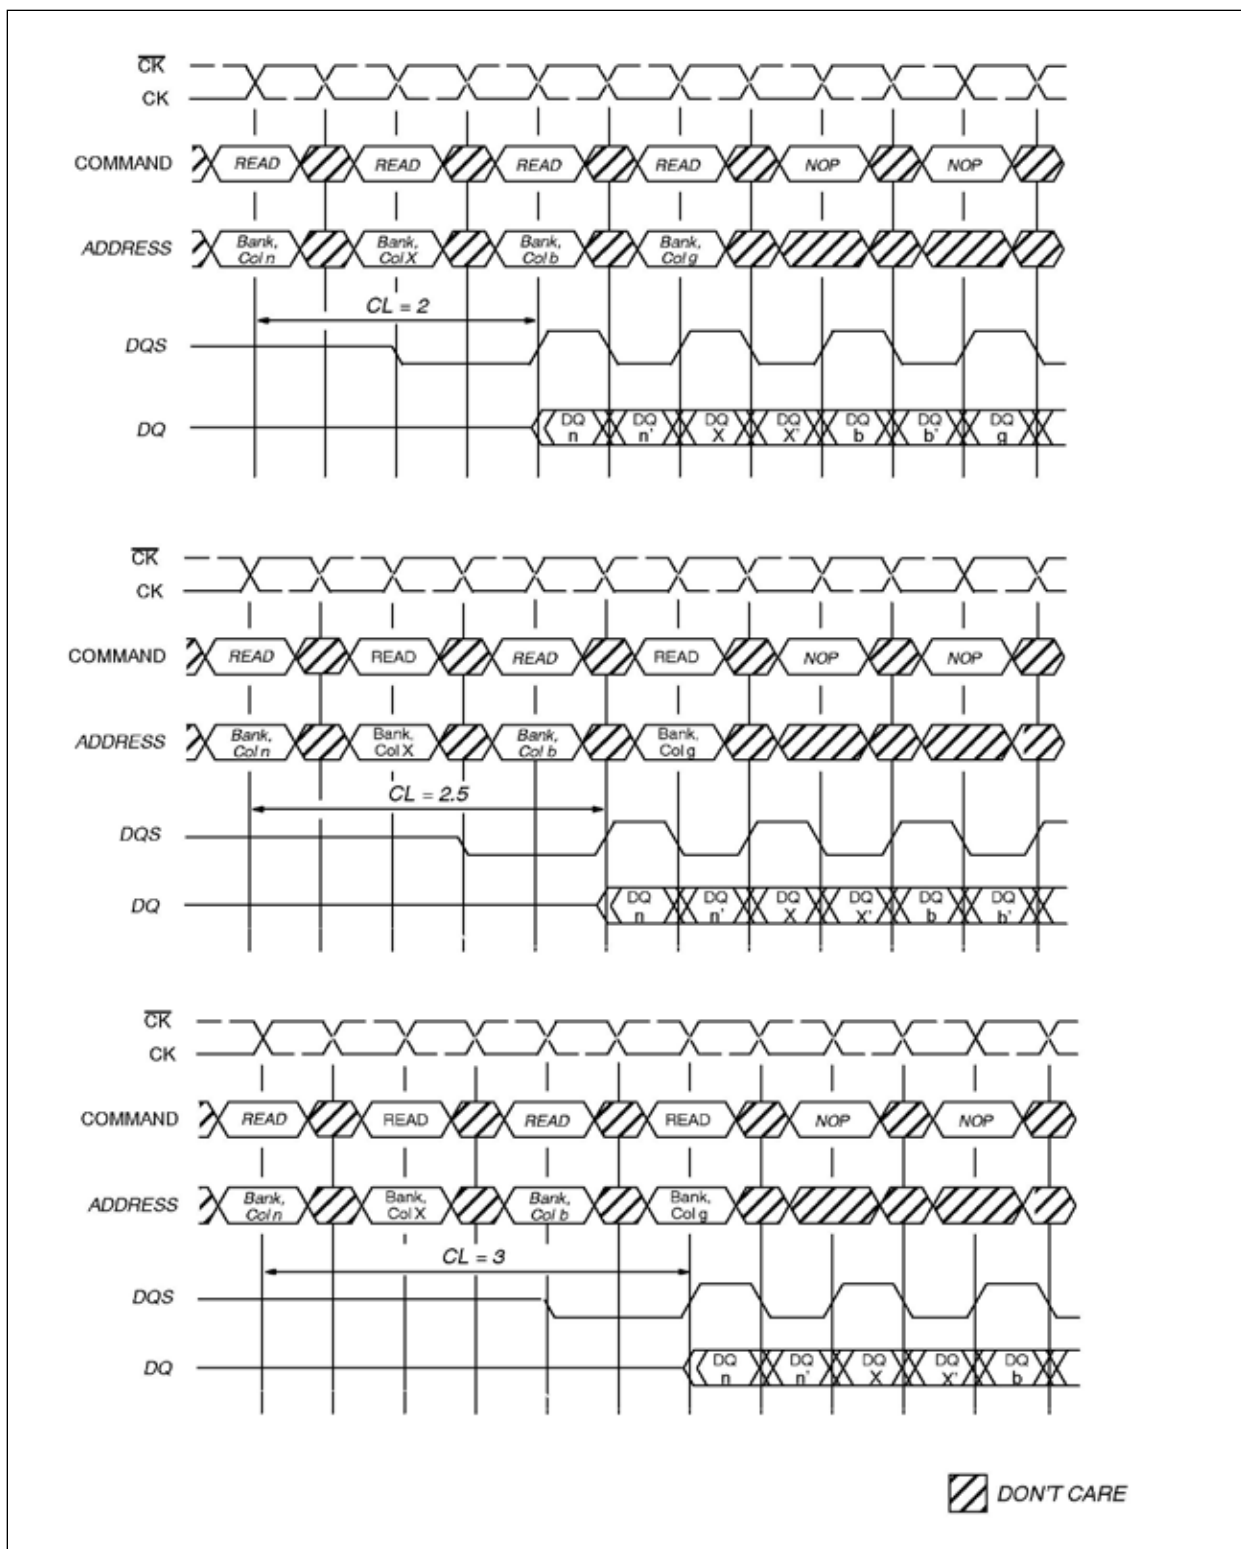 CK
CK
COMMAND READ READ READ READ NOP NOP
ADDRESS Bank, Col n Bank, Col X Bank, Col b Bank, Col g
CL = 2
DQS
DQ DQ n DQ n' DQ X DQ X' DQ b DQ b' DQ g
CK
CK
COMMAND READ READ READ READ NOP NOP
ADDRESS Bank, Col n Bank, Col X Bank, Col b Bank, Col g
CL = 2.5
DQS
DQ DQ n DQ n' DQ X DQ X' DQ b DQ b'
CK
CK
COMMAND READ READ READ READ NOP NOP
ADDRESS Bank, Col n Bank, Col X Bank, Col b Bank, Col g
CL = 3
DQS
DQ DQ n DQ n' DQ X DQ X' DQ b
DON'T CARE